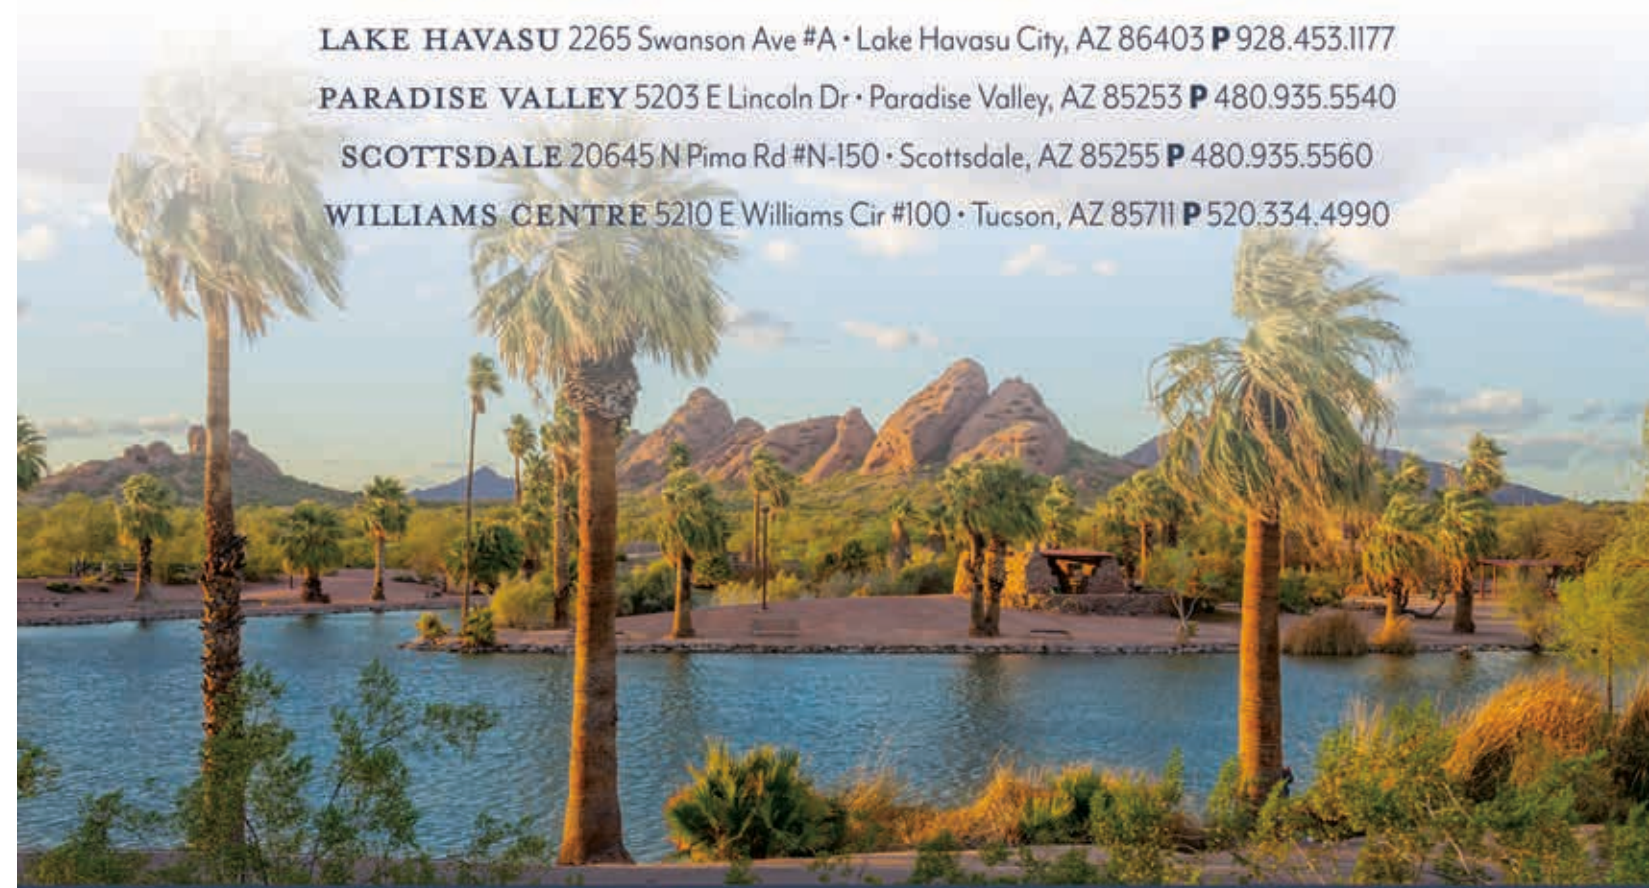 LAKE HAVASU 2265 Swanson Ave #A • Lake Havasu City, AZ 86403 P 928.453.1177
PARADISE VALLEY 5203 E Lincoln Dr • Paradise Valley, AZ 85253 P 480.935.5540
SCOTTSDALE 20645 N Pima Rd #N-150 • Scottsdale, AZ 85255 P 480.935.5560
WILLIAMS CENTRE 5210 E Williams Cir #100 • Tucson, AZ 85711 P 520.334.4990